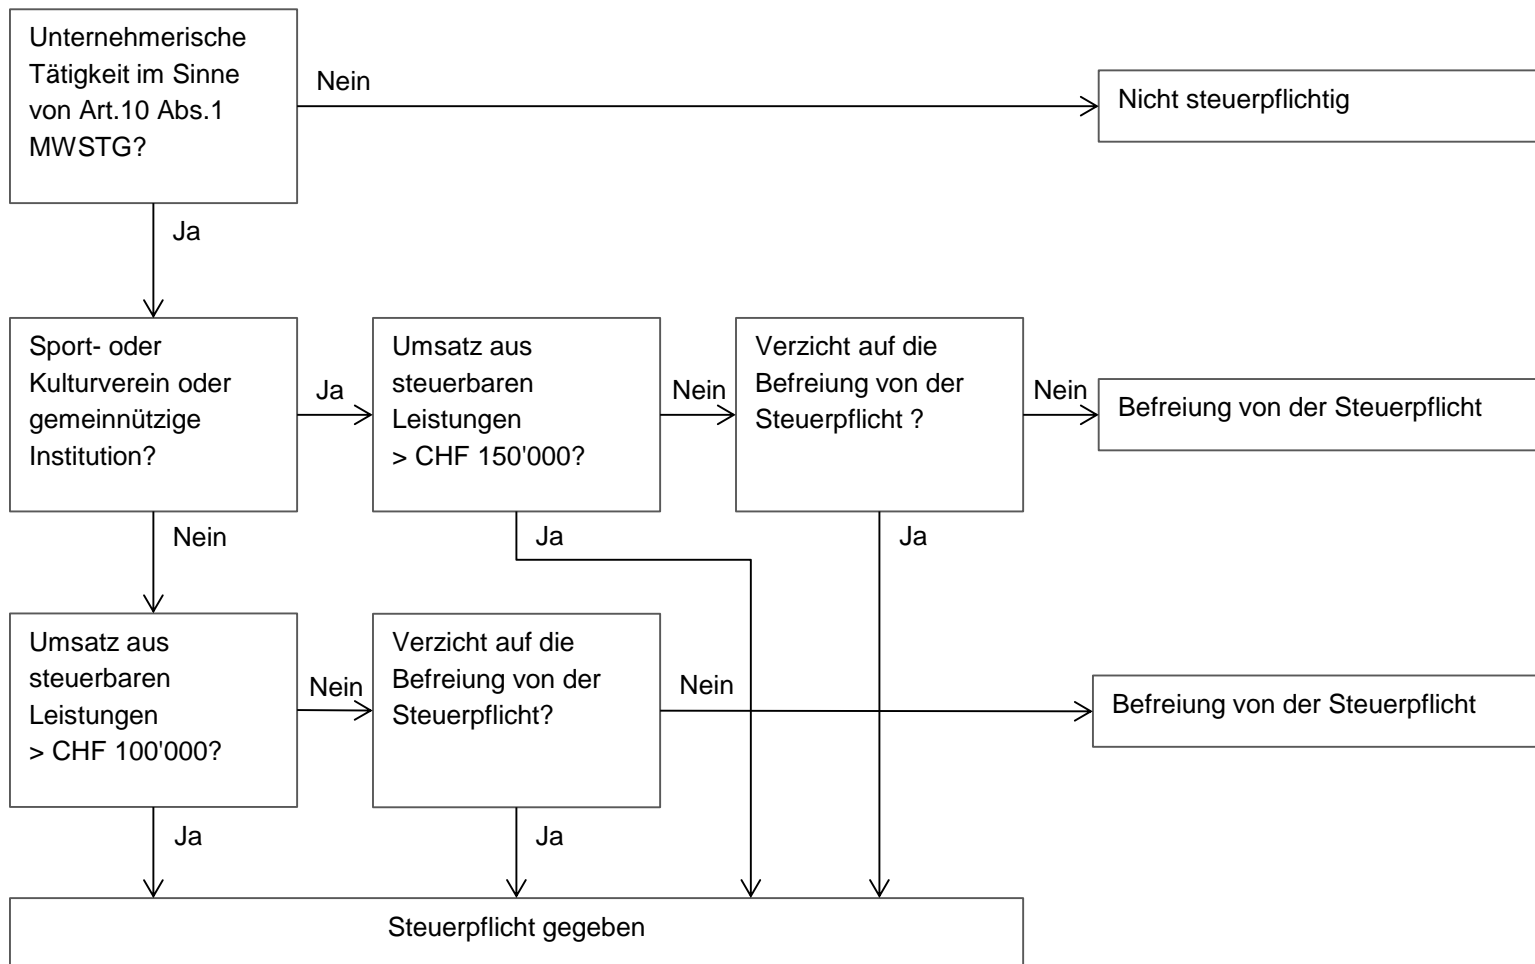 Unternehmerische
Tätigkeit im Sinne
von Art.10 Abs.1
MWSTG?
Nein
Nicht steuerpflichtig
Ja
Sport- oder
Kulturverein oder
gemeinnützige
Institution?
Ja
Umsatz aus
steuerbaren
Leistungen
> CHF 150'000?
Nein
Verzicht auf die
Befreiung von der
Steuerpflicht ?
Nein
Befreiung von der Steuerpflicht
Nein
Ja
Ja
Umsatz aus
steuerbaren
Leistungen
> CHF 100'000?
Nein
Verzicht auf die
Befreiung von der
Steuerpflicht?
Nein
Befreiung von der Steuerpflicht
Ja
Ja
Steuerpflicht gegeben